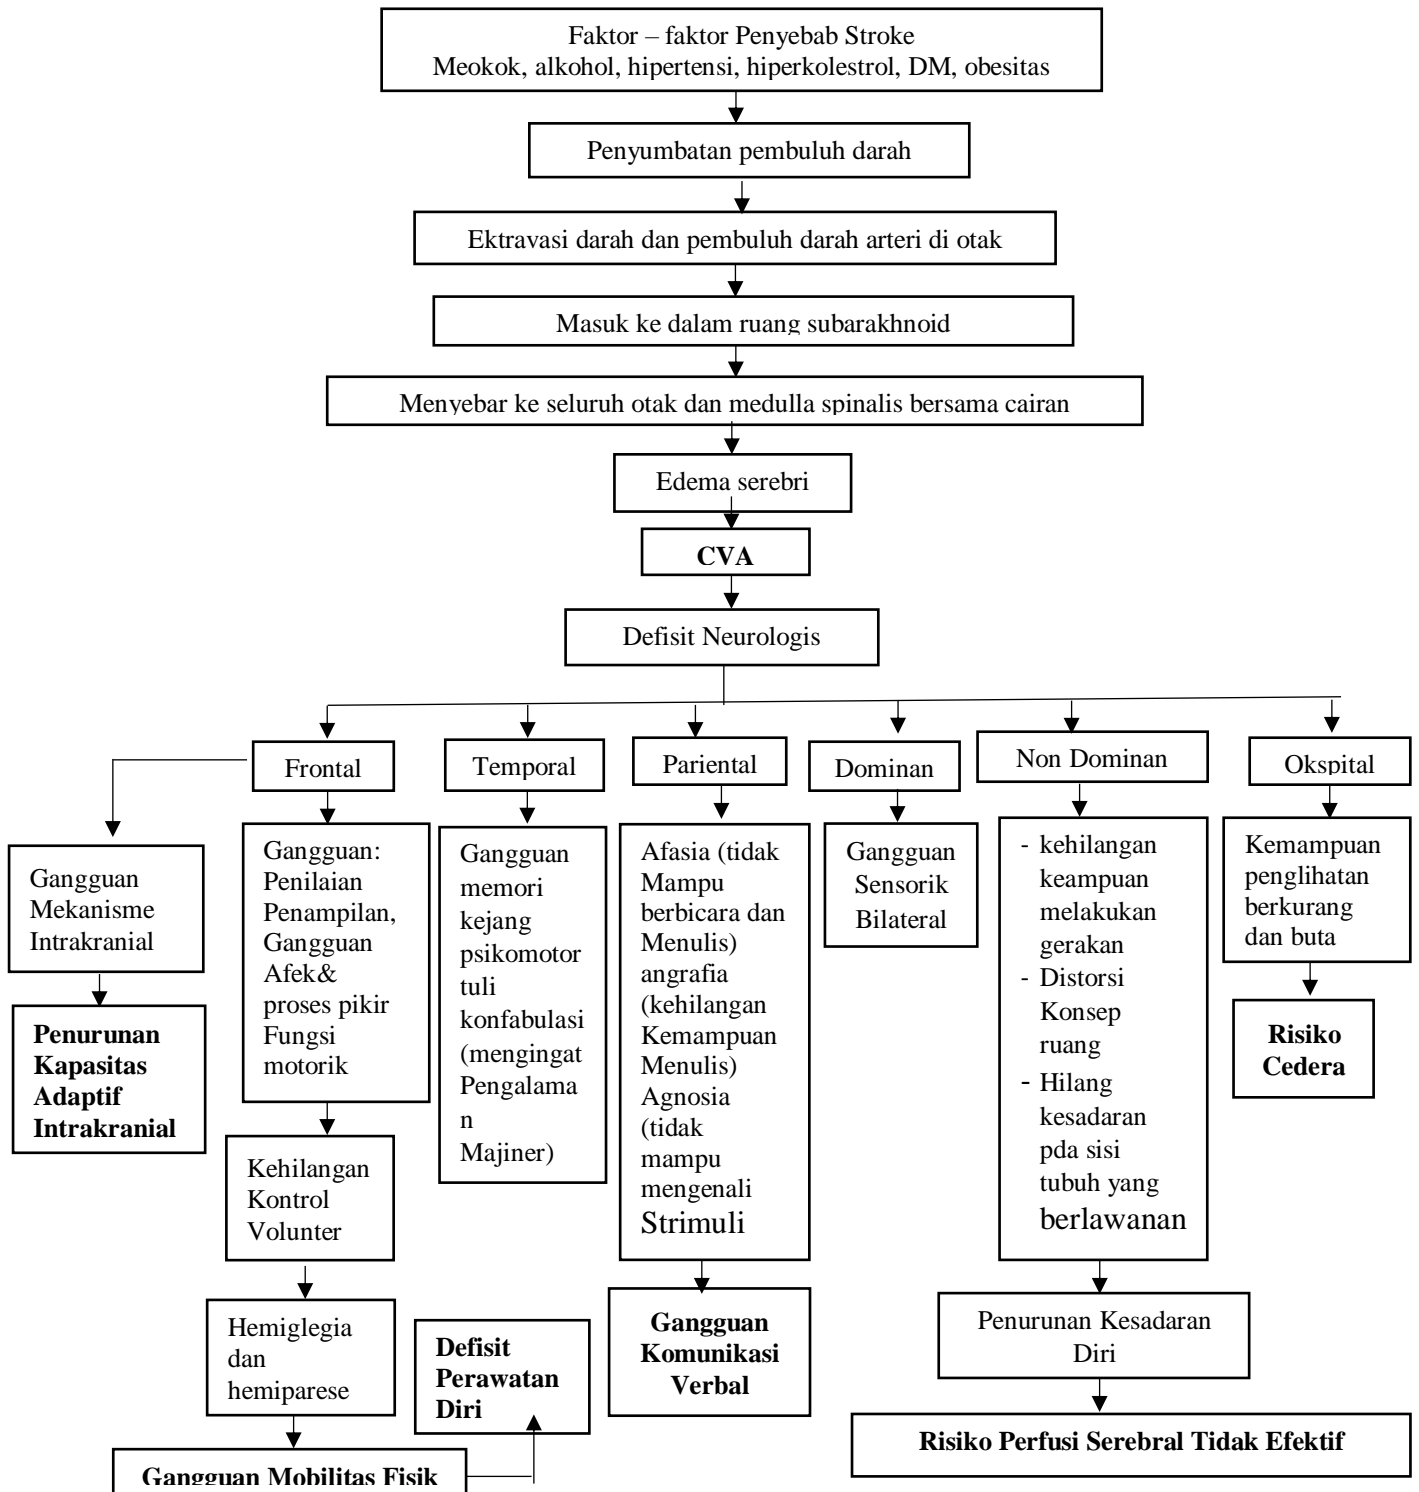 Faktor – faktor Penyebab Stroke
Meokok, alkohol, hipertensi, hiperkolestrol, DM, obesitas
Penyumbatan pembuluh darah
Ektravasi darah dan pembuluh darah arteri di otak
Masuk ke dalam ruang subarakhnoid
Menyebar ke seluruh otak dan medulla spinalis bersama cairan
Edema serebri
CVA
Defisit Neurologis
Frontal
Temporal
Pariental
Dominan
Non Dominan
Okspital
Gangguan
Mekanisme
Intrakranial
Penurunan
Kapasitas
Adaptif
Intrakranial
Gangguan:
Penilaian
Penampilan,
Gangguan
Afek&
proses pikir
Fungsi
motorik
Kehilangan
Kontrol
Volunter
Hemiglegia
dan
hemiparese
Gangguan Mobilitas Fisik
Defisit
Perawatan
Diri
Gangguan
memori
kejang
psikomotor
tuli
konfabulasi
(mengingat
Pengalama
n
Majiner)
Afasia (tidak
Mampu
berbicara dan
Menulis)
angrafia
(kehilangan
Kemampuan
Menulis)
Agnosia
(tidak
mampu
mengenali
Strimuli
Gangguan
Komunikasi
Verbal
Gangguan
Sensorik
Bilateral
- kehilangan
keampuan
melakukan
gerakan
- Distorsi
Konsep
ruang
- Hilang
kesadaran
pda sisi
tubuh yang
berlawanan
Penurunan Kesadaran
Diri
Risiko Perfusi Serebral Tidak Efektif
Kemampuan
penglihatan
berkurang
dan buta
Risiko
Cedera